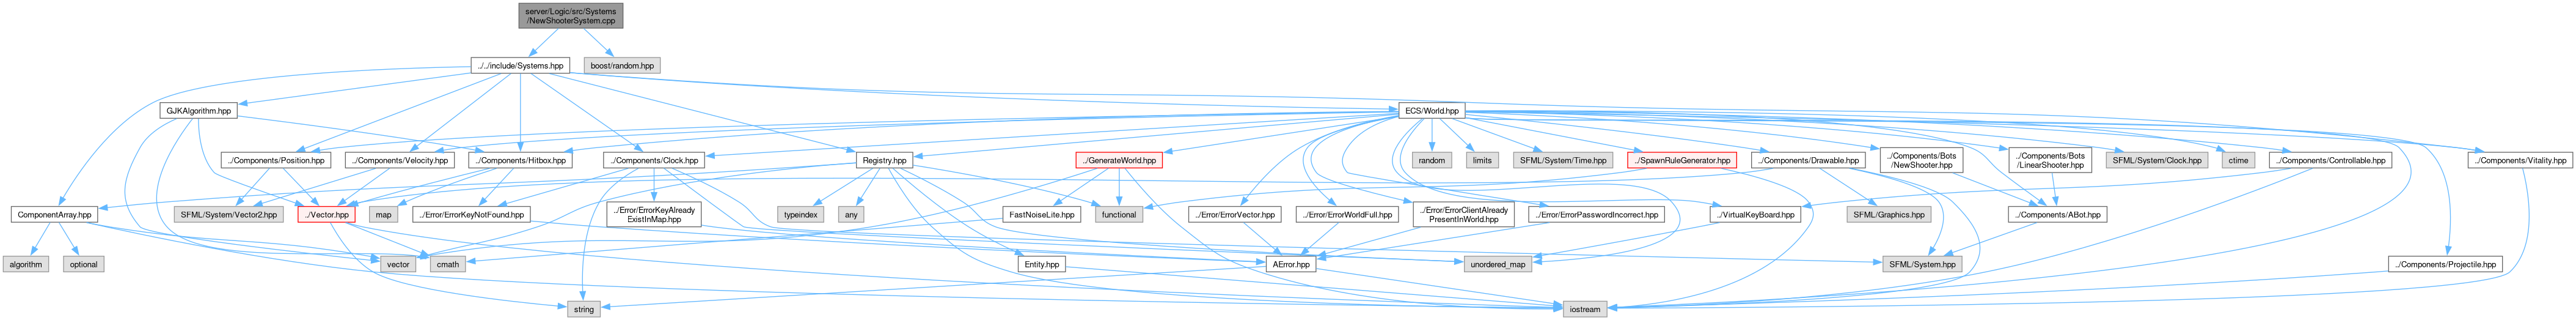 server/Logic/src/Systems
/NewShooterSystem.cpp
../../include/Systems.hpp
boost/random.hpp
GJKAlgorithm.hpp
ECS/World.hpp
../Components/Position.hpp
../Components/Velocity.hpp
../Components/Hitbox.hpp
../Components/Clock.hpp
Registry.hpp
../GenerateWorld.hpp
random
limits
SFML/System/Time.hpp
../SpawnRuleGenerator.hpp
../Components/Drawable.hpp
../Components/Bots
/NewShooter.hpp
../Components/Bots
/LinearShooter.hpp
SFML/System/Clock.hpp
ctime
../Components/Controllable.hpp
../Components/Vitality.hpp
ComponentArray.hpp
SFML/System/Vector2.hpp
../Vector.hpp
map
../Error/ErrorKeyNotFound.hpp
../Error/ErrorKeyAlready
ExistInMap.hpp
typeindex
any
FastNoiseLite.hpp
functional
../Error/ErrorVector.hpp
../Error/ErrorWorldFull.hpp
../Error/ErrorClientAlready
PresentInWorld.hpp
../Error/ErrorPasswordIncorrect.hpp
../VirtualKeyBoard.hpp
SFML/Graphics.hpp
../Components/ABot.hpp
algorithm
optional
vector
cmath
Entity.hpp
AError.hpp
unordered_map
SFML/System.hpp
../Components/Projectile.hpp
string
iostream